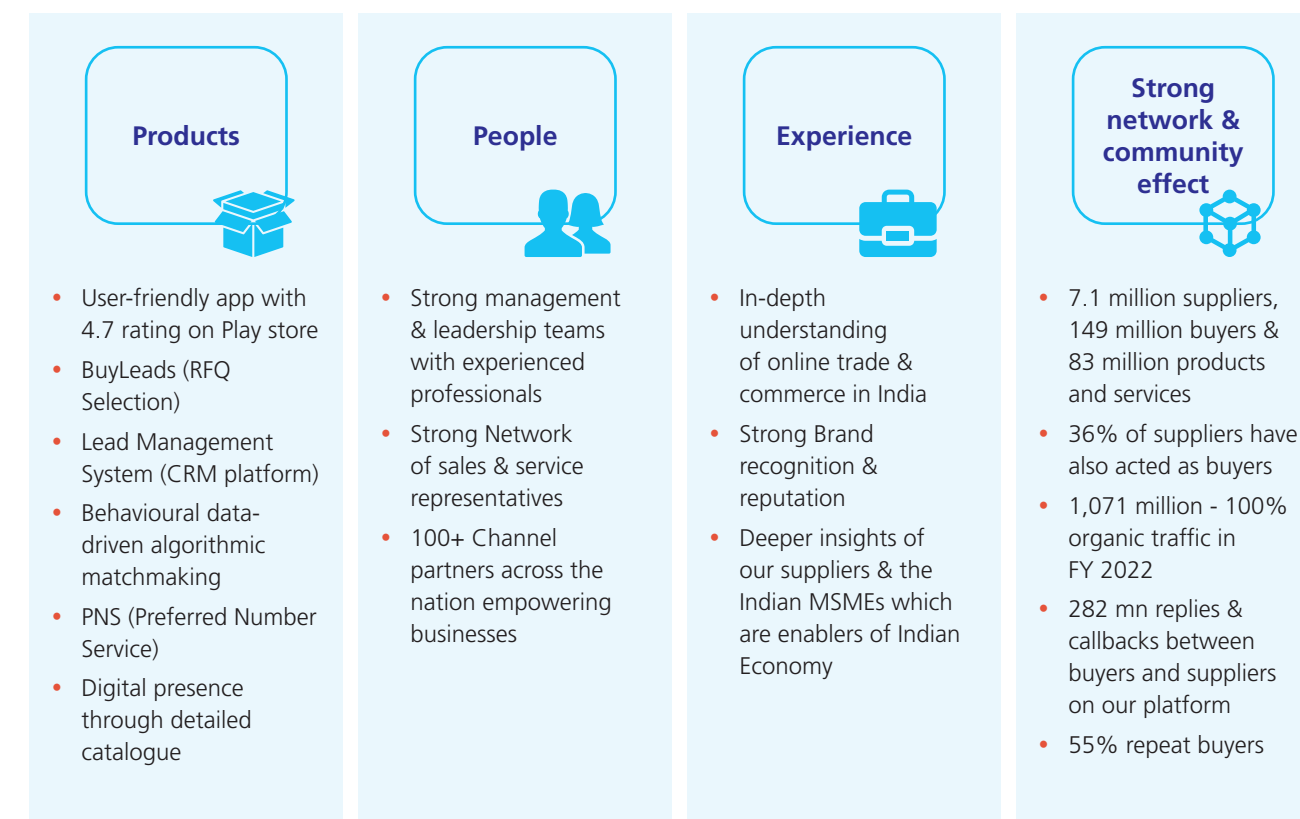 Products
• User-friendly app with
4.7 rating on Play store
• BuyLeads (RFQ
Selection)
• Lead Management
System (CRM platform)
• Behavioural data-
driven algorithmic
matchmaking
• PNS (Preferred Number
Service)
• Digital presence
through detailed
catalogue
People
• Strong management
& leadership teams
with experienced
professionals
• Strong Network
of sales & service
representatives
• 100+ Channel
partners across the
nation empowering
businesses
Experience
• In-depth
understanding
of online trade &
commerce in India
• Strong Brand
recognition &
reputation
• Deeper insights of
our suppliers & the
Indian MSMEs which
are enablers of Indian
Economy
Strong
network &
community
effect
• 7.1 million suppliers,
149 million buyers &
83 million products
and services
• 36% of suppliers have
also acted as buyers
• 1,071 million - 100%
organic traffic in
FY 2022
• 282 mn replies &
callbacks between
buyers and suppliers
on our platform
• 55% repeat buyers